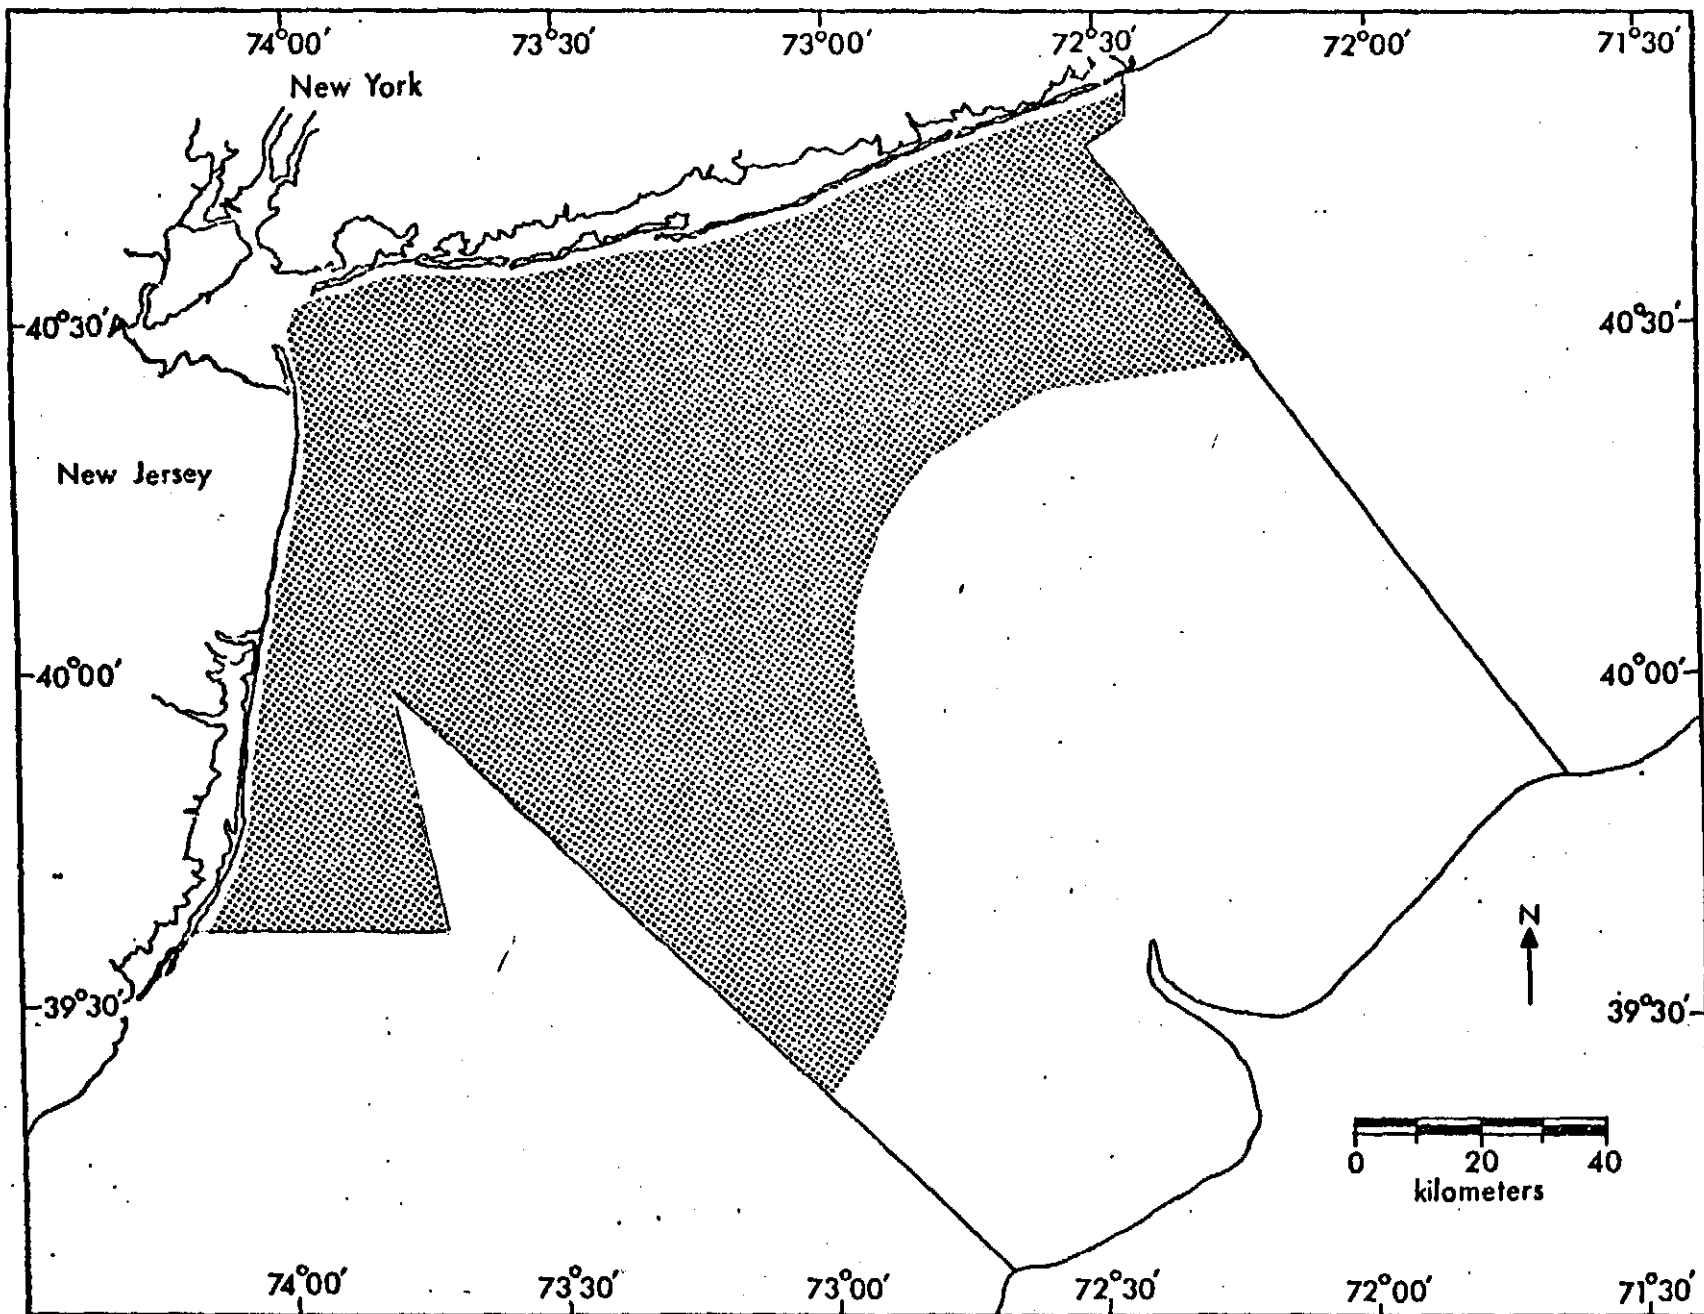 74°00′ 73°30′ 73°00′ 72°30′ 72°00′ 71°30′
New York
40°30′ 40°30′
New Jersey
40°00′ 40°00′
N
39°30′ 39°30′
0 20 40
kilometers
74°00′ 73°30′ 73°00′ 72°30′ 72°00′ 71°30′